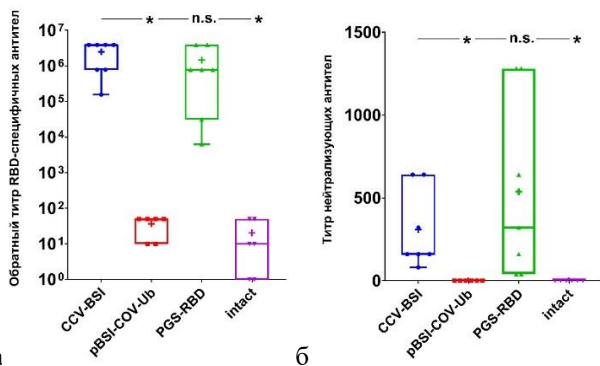 * n.s. *
10⁷
10⁶
10⁵
10⁴
10³
10²
10¹
10⁰
Обратный титр RBD-специфичных антител
CCV-BSI
pBSI-COV-Ub
PGS-RBD
intact
а
* n.s. *
1500
1000
500
0
Титр нейтрализующих антител
CCV-BSI
pBSI-COV-Ub
PGS-RBD
intact
б